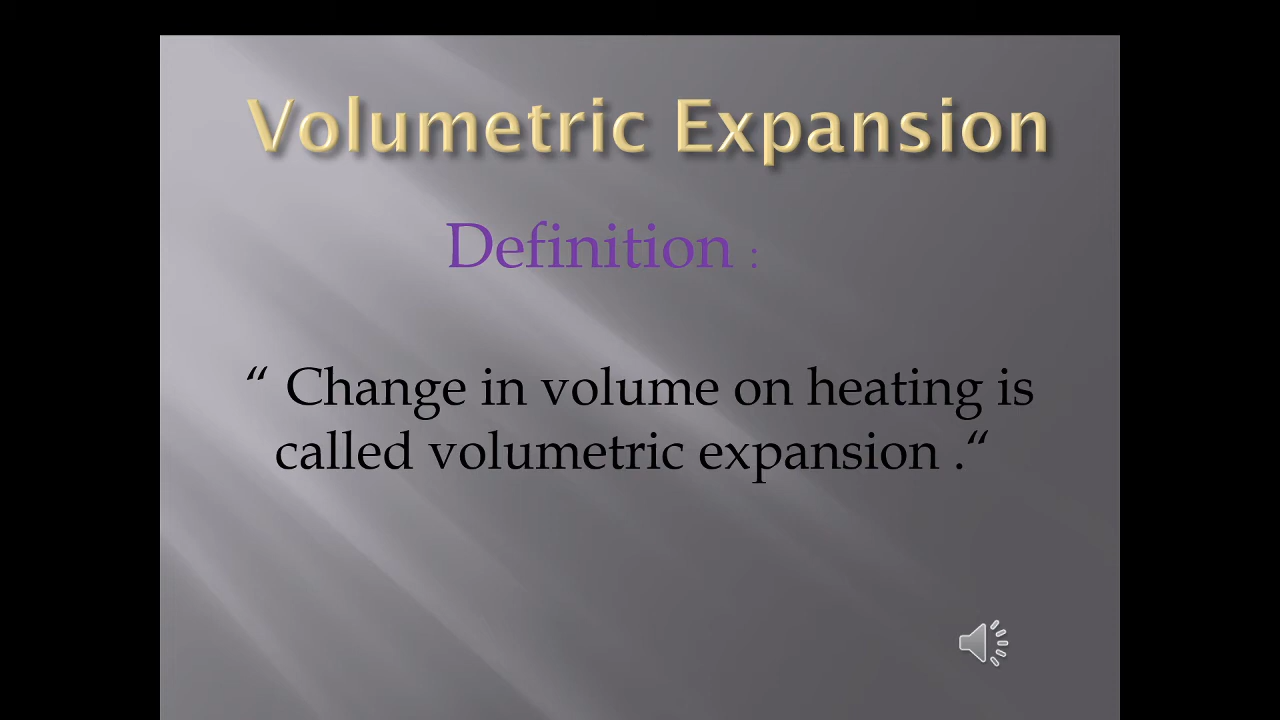 Volumetric Expansion
Definition :
“ Change in volume on heating is
called volumetric expansion .“